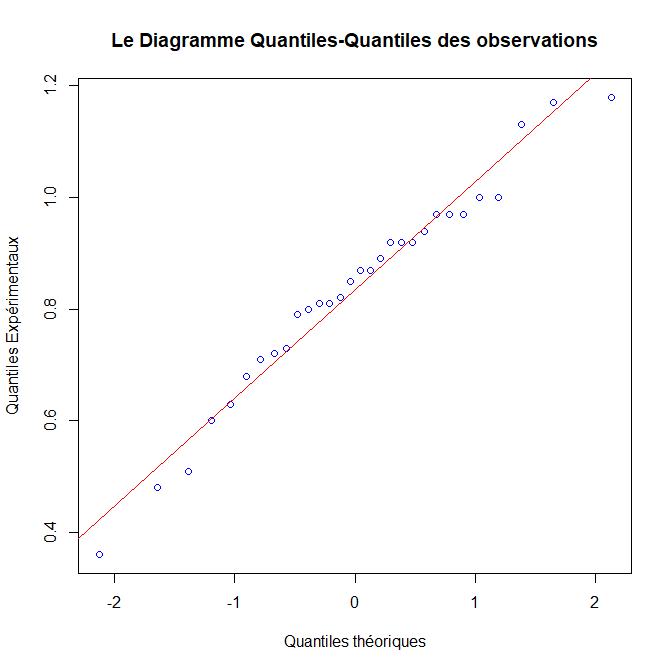 Le Diagramme Quantiles-Quantiles des observations
1.2
1.0
0.8
0.6
0.4
Quantiles Expérimentaux
-2 -1 0 1 2
Quantiles théoriques